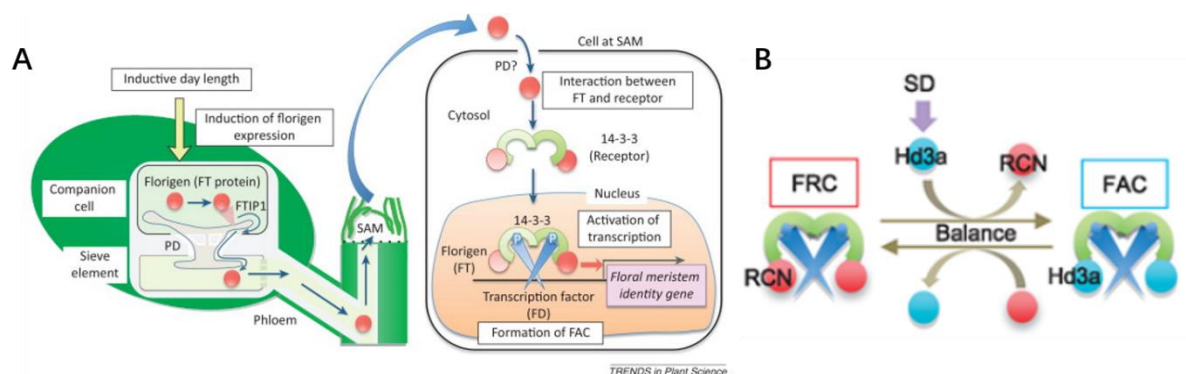 A
Inductive day length
Induction of florigen
expression
Companion
cell
Florigen (FT protein)
FTIP1
PD
Sieve
element
Phloem
SAM
Cell at SAM
PD?
Interaction between
FT and receptor
Cytosol
14-3-3
(Receptor)
Nucleus
14-3-3
Activation of
transcription
P P
Florigen
(FT)
Floral meristem
identity gene
Transcription factor
(FD)
Formation of FAC
TRENDS in Plant Science
B
SD
Hd3a
RCN
FRC
FAC
Balance
RCN
Hd3a